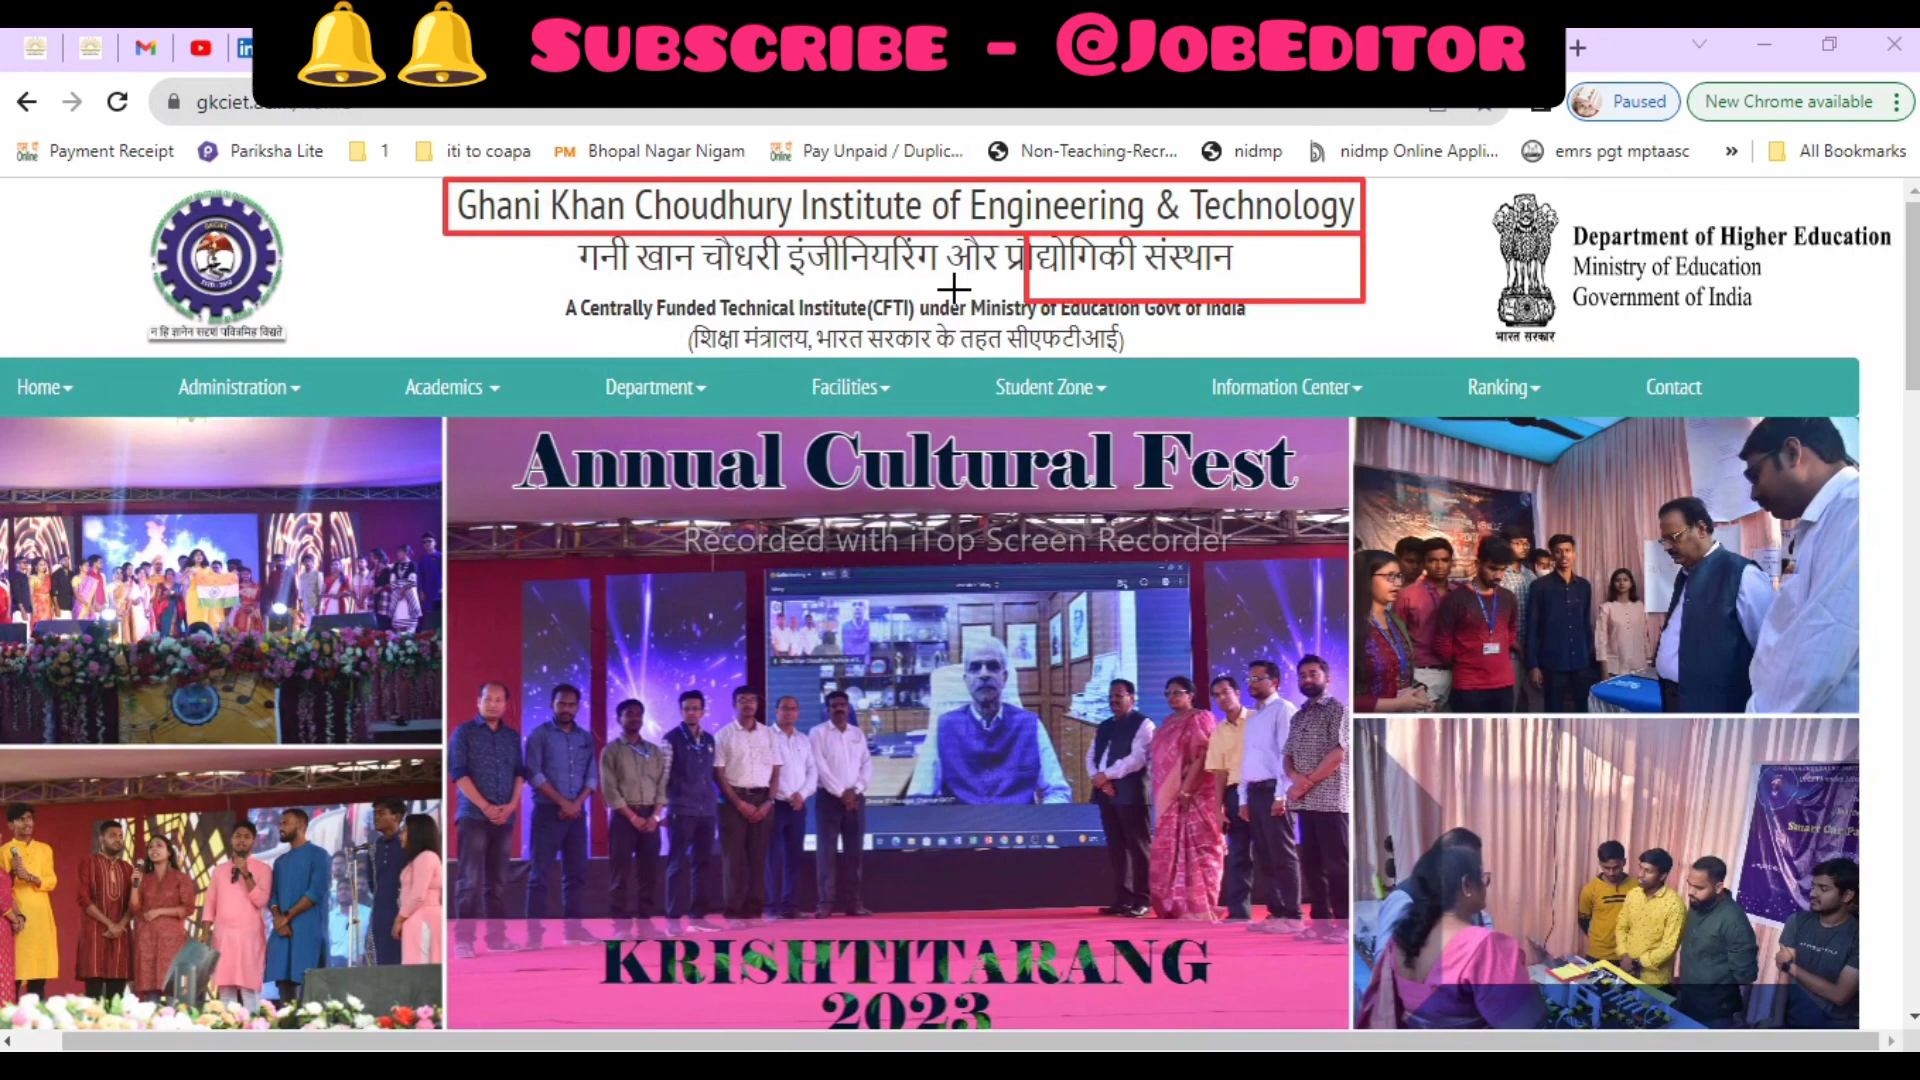 SUBSCRIBE - @JOBEDITOR
Paused
New Chrome available
Payment Receipt
Pariksha Lite
1
iti to coapa
PM Bhopal Nagar Nigam
Pay Unpaid / Duplic...
Non-Teaching-Recr...
nidmp
nidmp Online Appli...
emrs pgt mptaasc
»
All Bookmarks
Ghani Khan Choudhury Institute of Engineering & Technology
गनी खान चौधरी इंजीनियरिंग और प्रौद्योगिकी संस्थान
A Centrally Funded Technical Institute(CFTI) under Ministry of Education Govt of India
(शिक्षा मंत्रालय, भारत सरकार के तहत सीएफटीआई)
न हि ज्ञानेन सदृशं पवित्रमिह विद्यते
Department of Higher Education
Ministry of Education
Government of India
भारत सरकार
Home
Administration
Academics
Department
Facilities
Student Zone
Information Center
Ranking
Contact
Annual Cultural Fest
Recorded with iTop Screen Recorder
KRISHTITARANG
2023